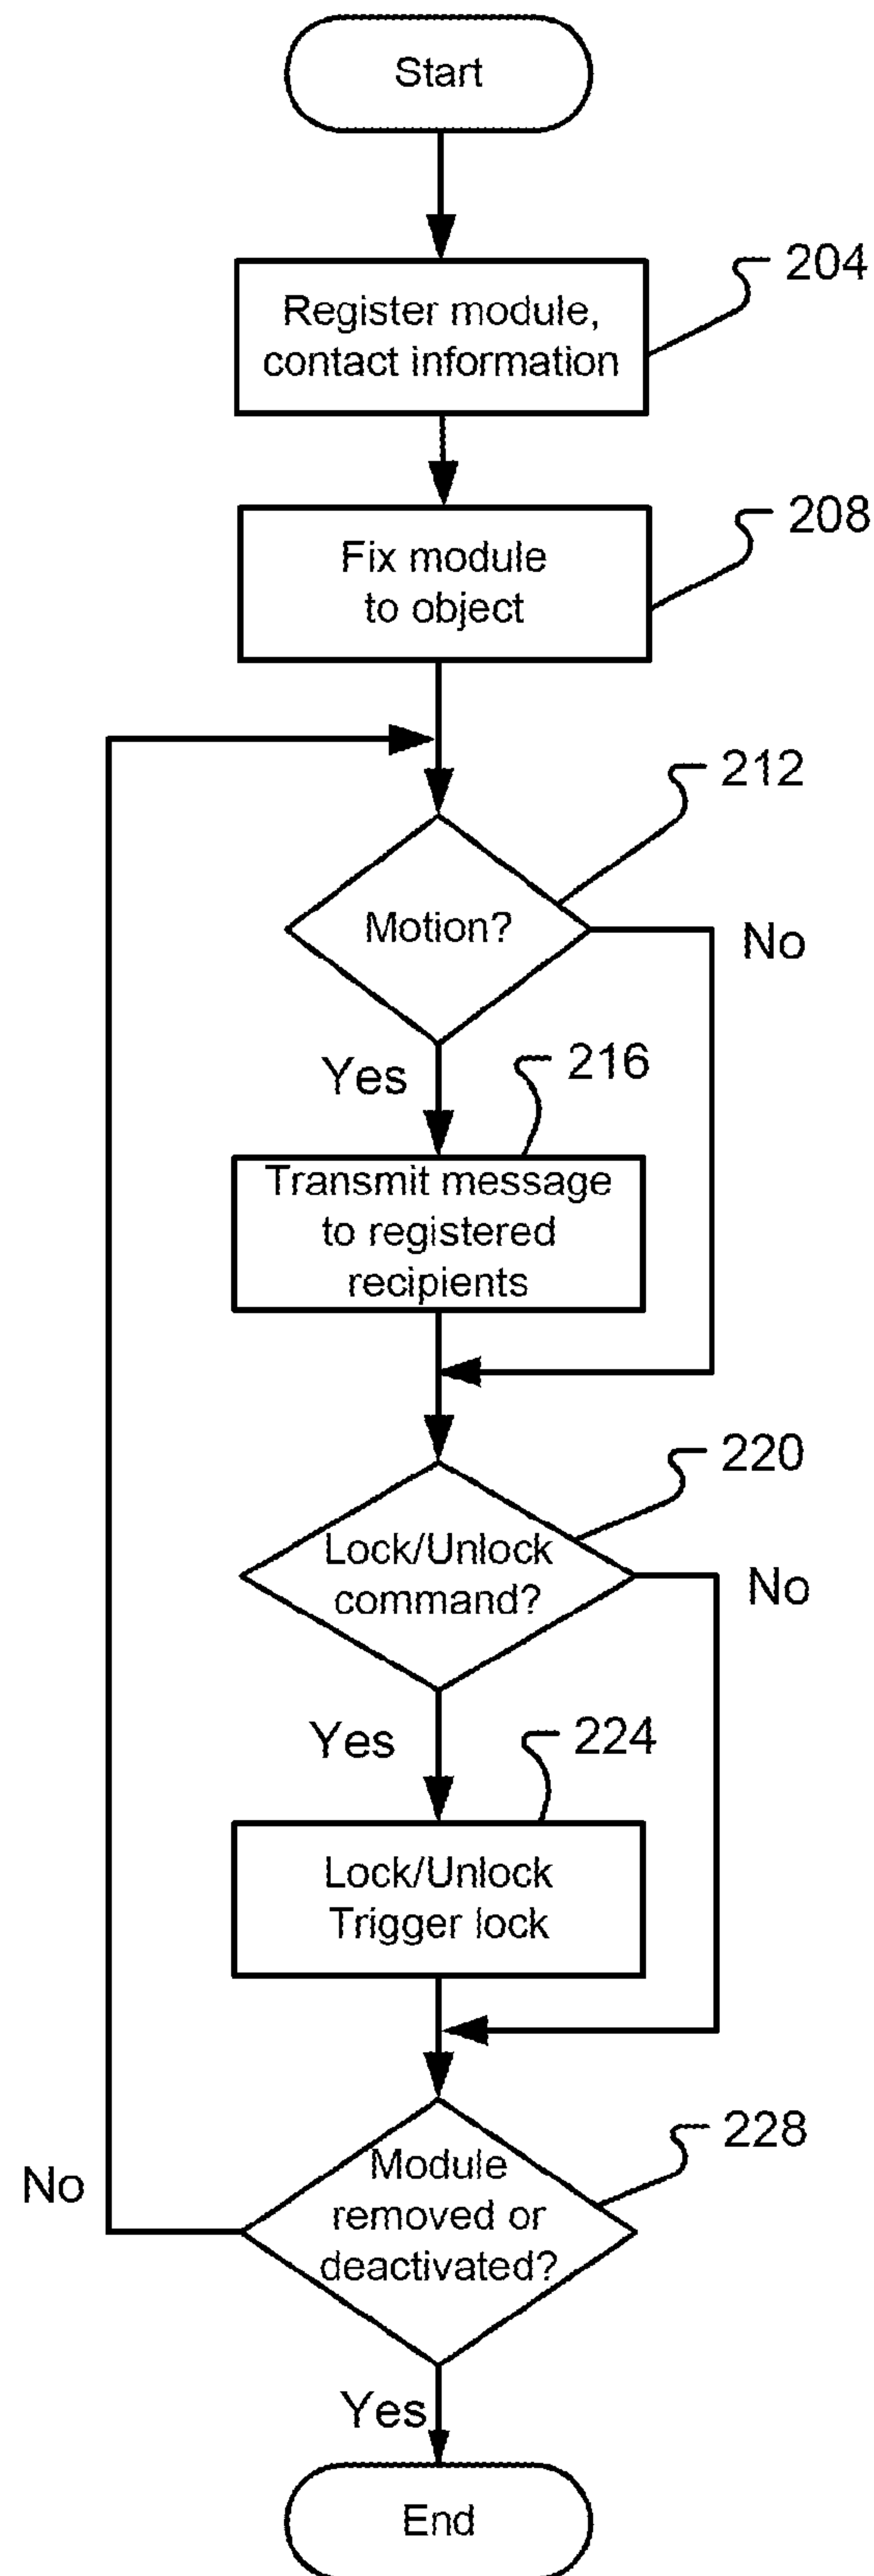 Start
204
Register module,
contact information
208
Fix module
to object
212
Motion?
No
Yes
216
Transmit message
to registered
recipients
220
Lock/Unlock
command?
No
Yes
224
Lock/Unlock
Trigger lock
228
Module
removed or
deactivated?
No
Yes
End